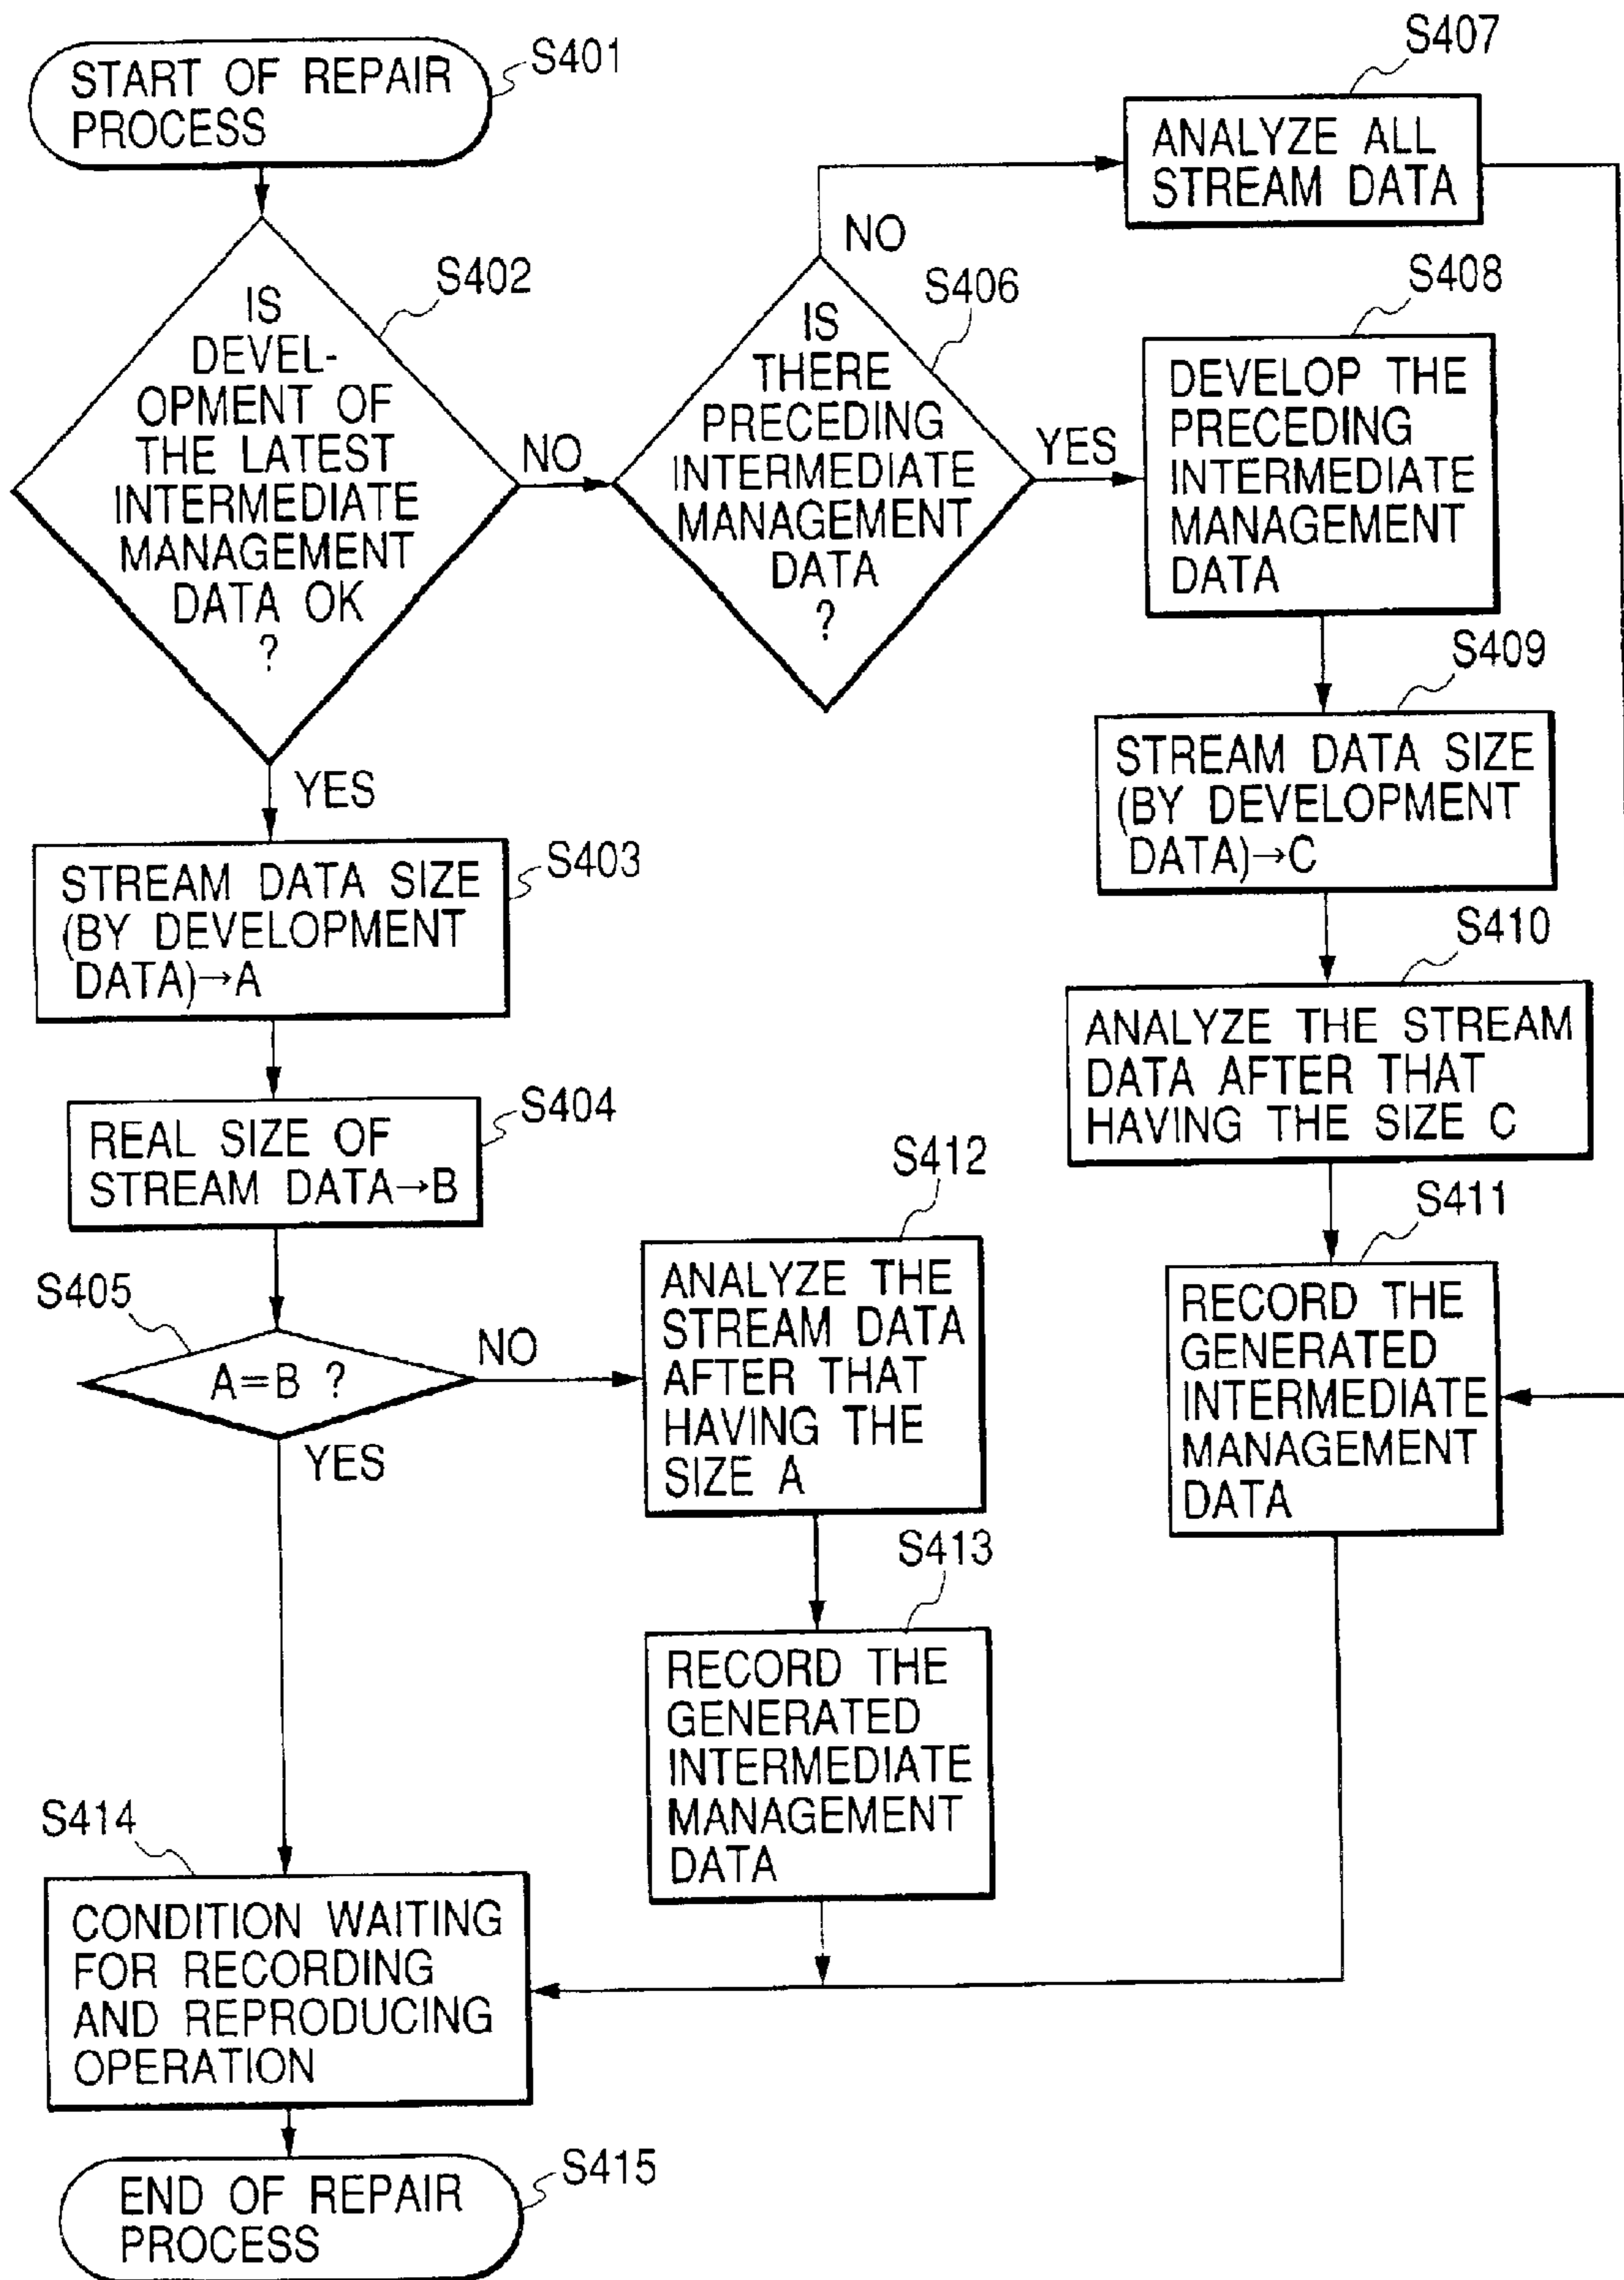 START OF REPAIR
PROCESS
S401
IS
DEVEL-
OPMENT OF
THE LATEST
INTERMEDIATE
MANAGEMENT
DATA OK
?
S402
NO
YES
STREAM DATA SIZE
(BY DEVELOPMENT
DATA)→A
S403
REAL SIZE OF
STREAM DATA→B
S404
S405
A=B ?
NO
YES
IS
THERE
PRECEDING
INTERMEDIATE
MANAGEMENT
DATA
?
S406
NO
YES
S407
ANALYZE ALL
STREAM DATA
S408
DEVELOP THE
PRECEDING
INTERMEDIATE
MANAGEMENT
DATA
S409
STREAM DATA SIZE
(BY DEVELOPMENT
DATA)→C
S410
ANALYZE THE STREAM
DATA AFTER THAT
HAVING THE SIZE C
S411
RECORD THE
GENERATED
INTERMEDIATE
MANAGEMENT
DATA
S412
ANALYZE THE
STREAM DATA
AFTER THAT
HAVING THE
SIZE A
S413
RECORD THE
GENERATED
INTERMEDIATE
MANAGEMENT
DATA
S414
CONDITION WAITING
FOR RECORDING
AND REPRODUCING
OPERATION
END OF REPAIR
PROCESS
S415